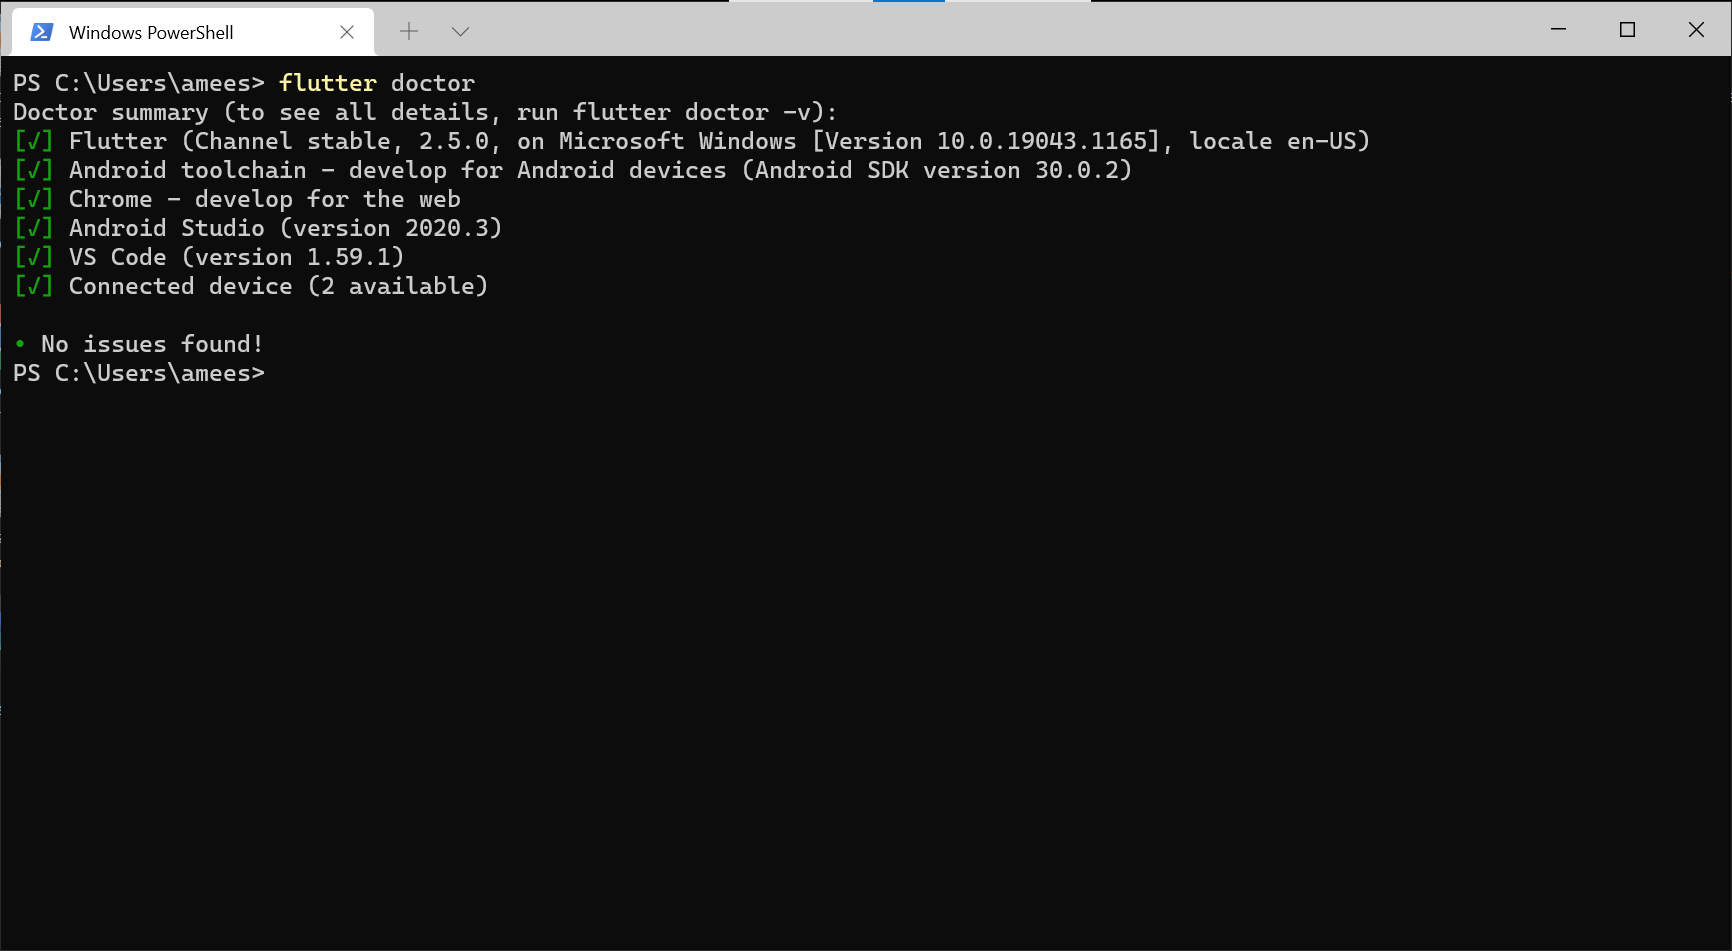 Windows PowerShell
PS C:\Users\amees> flutter doctor
Doctor summary (to see all details, run flutter doctor -v):
[√] Flutter (Channel stable, 2.5.0, on Microsoft Windows [Version 10.0.19043.1165], locale en-US)
[√] Android toolchain - develop for Android devices (Android SDK version 30.0.2)
[√] Chrome - develop for the web
[√] Android Studio (version 2020.3)
[√] VS Code (version 1.59.1)
[√] Connected device (2 available)
• No issues found!
PS C:\Users\amees>